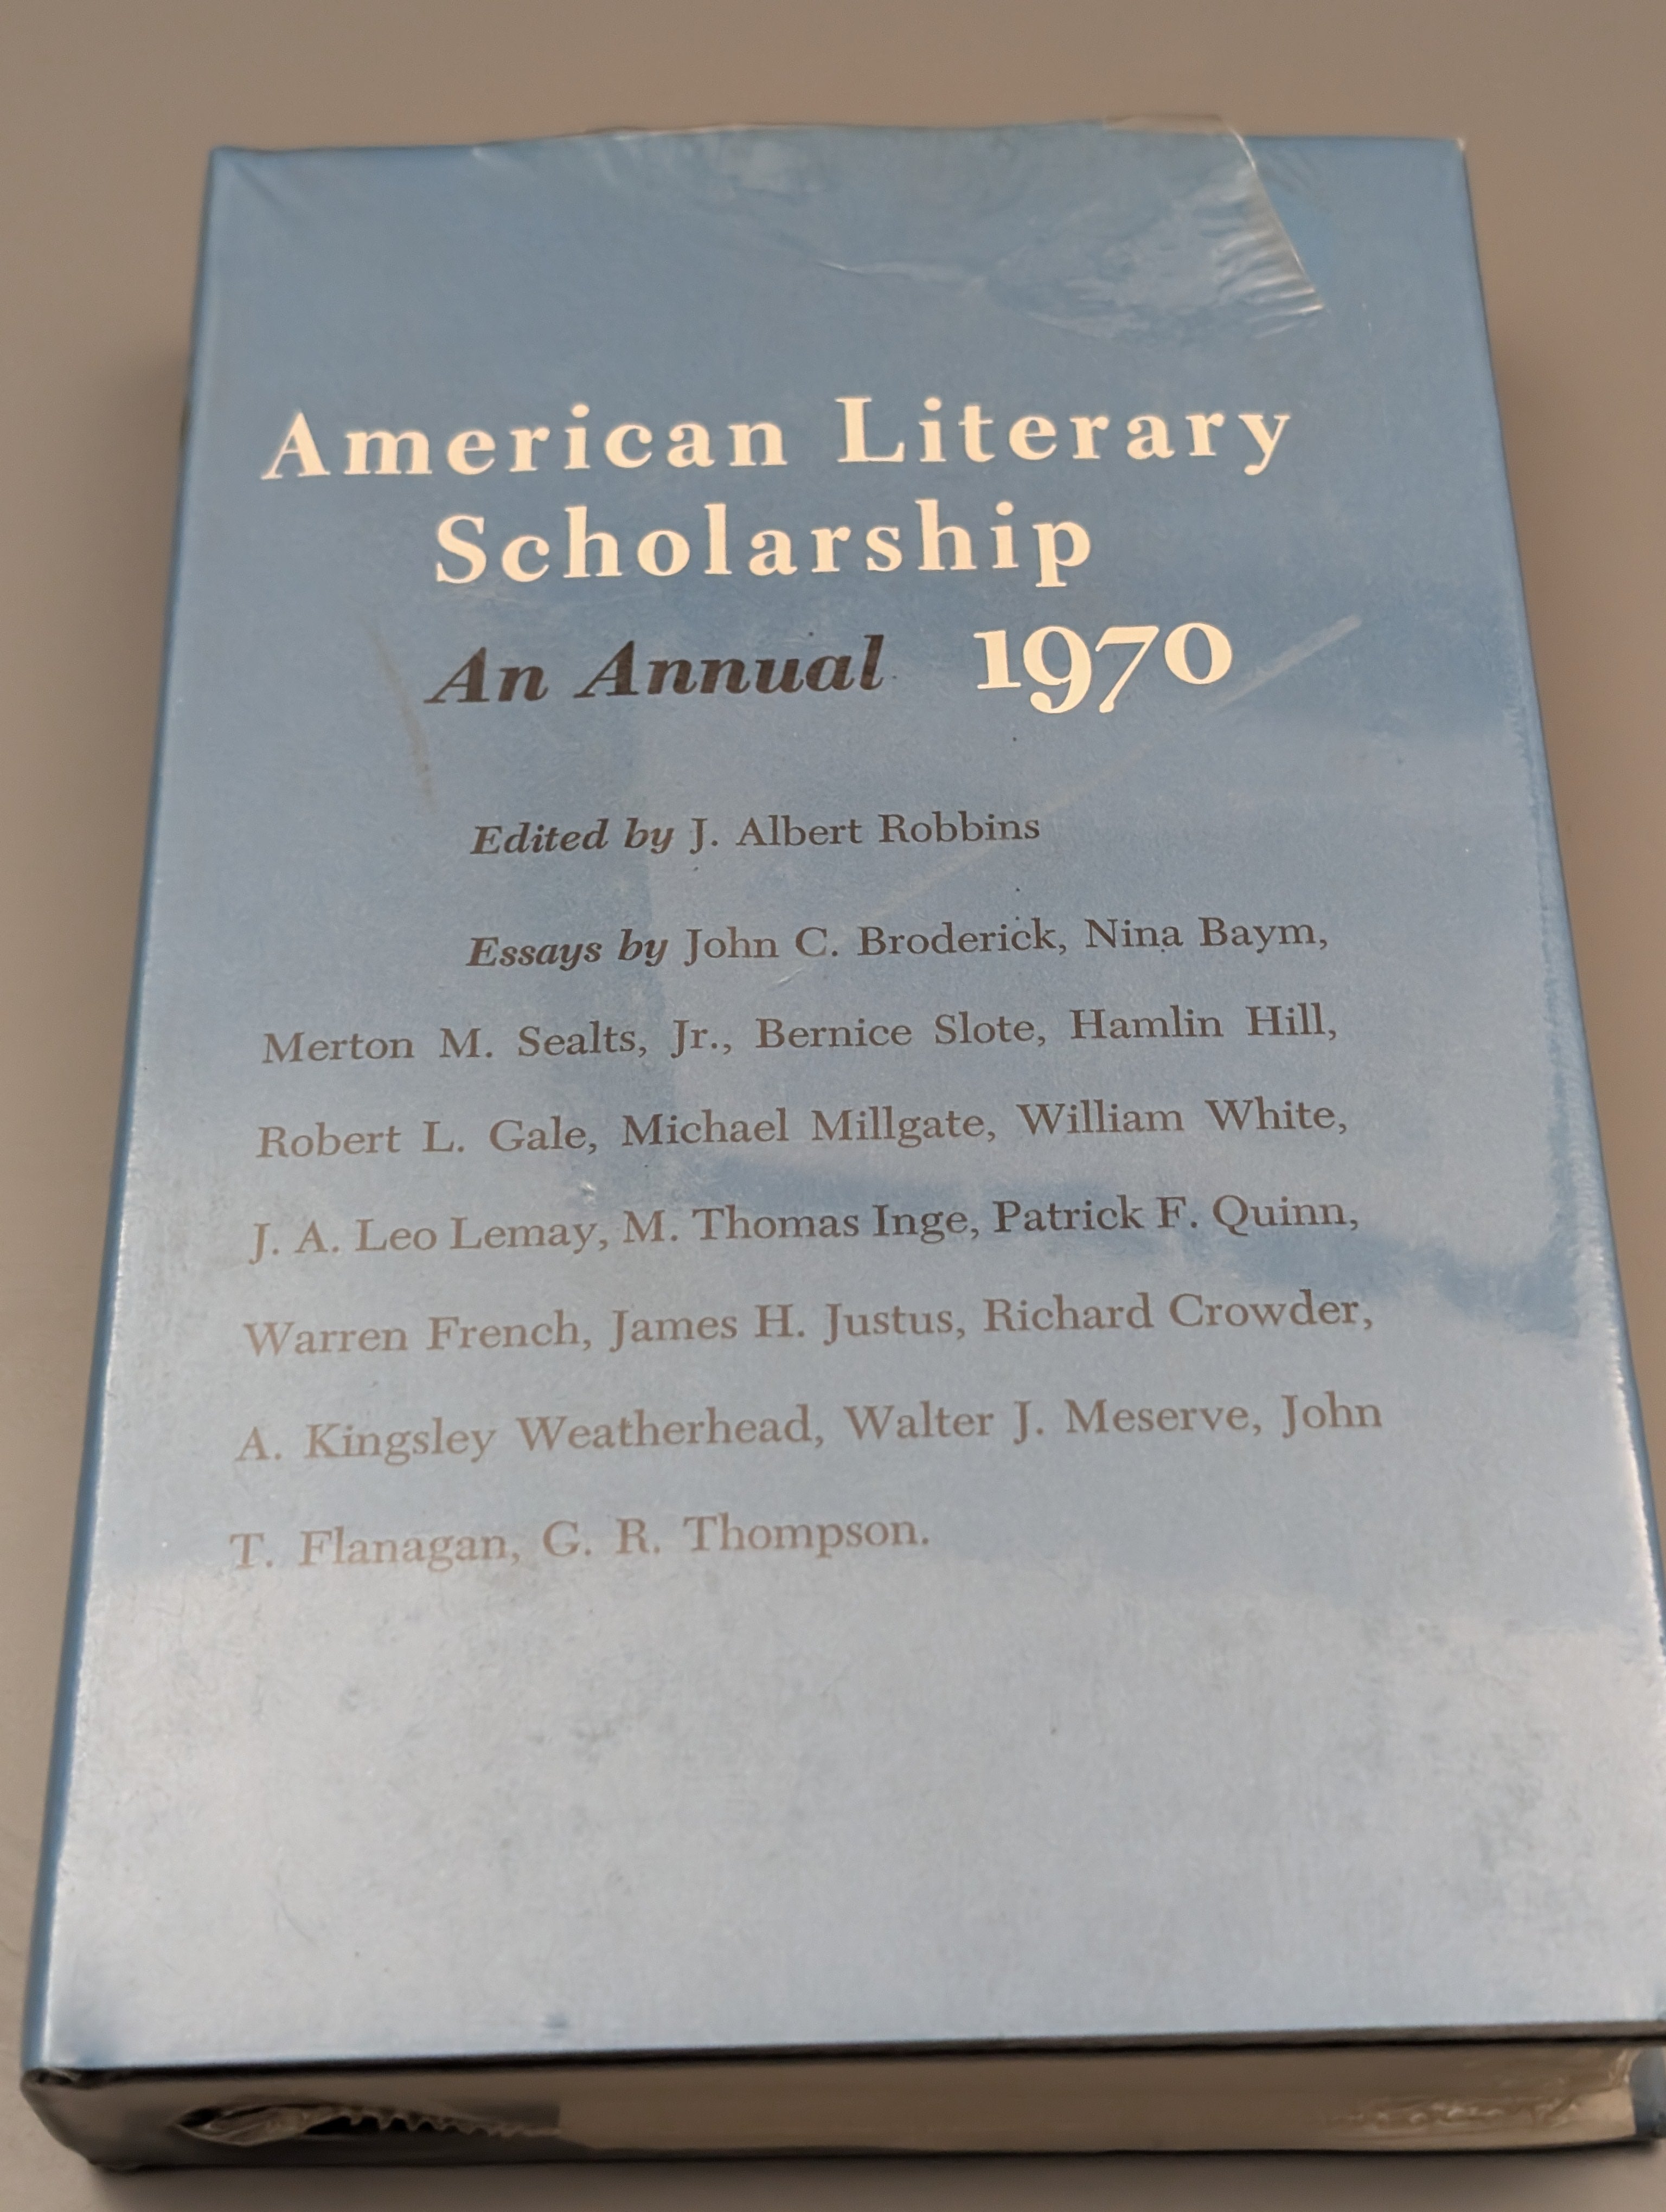 American Literary
Scholarship
An Annual 1970
Edited by J. Albert Robbins
Essays by John C. Broderick, Nina Baym,
Merton M. Sealts, Jr., Bernice Slote, Hamlin Hill,
Robert L. Gale, Michael Millgate, William White,
J. A. Leo Lemay, M. Thomas Inge, Patrick F. Quinn,
Warren French, James H. Justus, Richard Crowder,
A. Kingsley Weatherhead, Walter J. Meserve, John
T. Flanagan, G. R. Thompson.